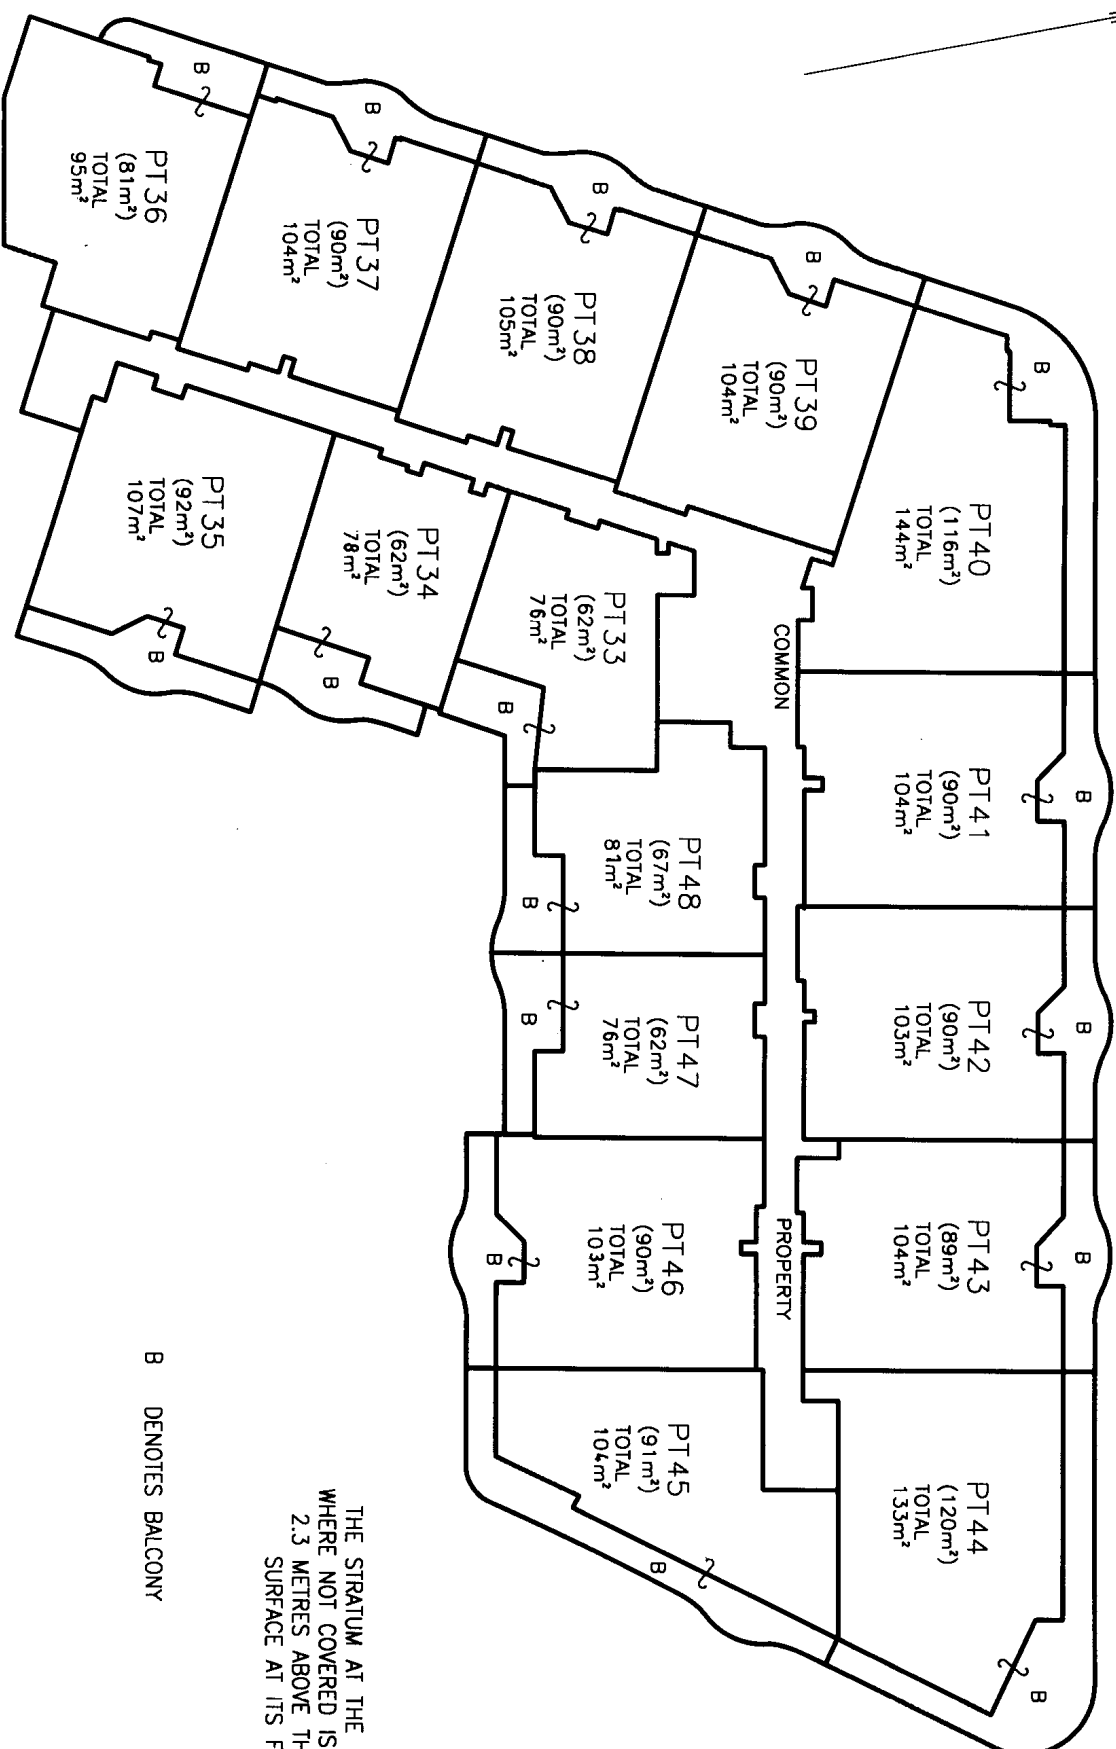 PT36
(81m²)
TOTAL
95m²
B
PT37
(90m²)
TOTAL
104m²
B
PT38
(90m²)
TOTAL
105m²
B
PT39
(90m²)
TOTAL
104m²
B
PT40
(116m²)
TOTAL
144m²
B
PT41
(90m²)
TOTAL
104m²
B
PT42
(90m²)
TOTAL
103m²
B
PT43
(89m²)
TOTAL
104m²
B
PT44
(120m²)
TOTAL
133m²
B
PT35
(92m²)
TOTAL
107m²
B
PT34
(62m²)
TOTAL
78m²
B
PT33
(62m²)
TOTAL
76m²
B
COMMON
PROPERTY
PT48
(67m²)
TOTAL
81m²
B
PT47
(62m²)
TOTAL
76m²
B
PT46
(90m²)
TOTAL
103m²
B
PT45
(91m²)
TOTAL
104m²
B
THE STRATUM AT THE
WHERE NOT COVERED IS
2.3 METRES ABOVE TH
SURFACE AT ITS
B DENOTES BALCONY